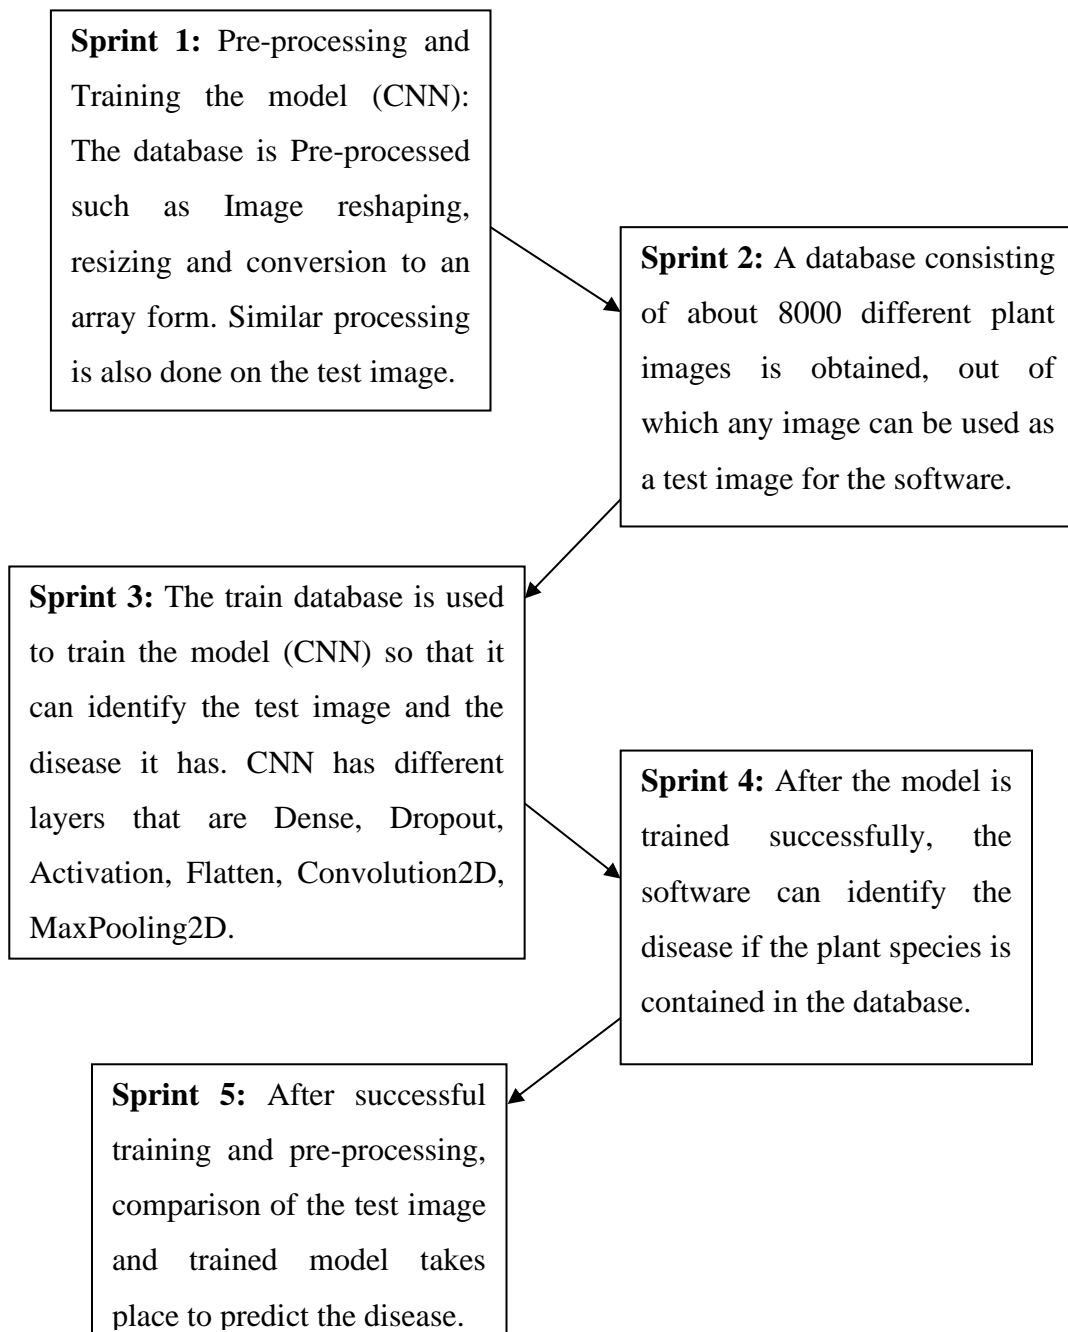 Sprint 1: Pre-processing and
Training the model (CNN):
The database is Pre-processed
such as Image reshaping,
resizing and conversion to an
array form. Similar processing
is also done on the test image.
Sprint 2: A database consisting
of about 8000 different plant
images is obtained, out of
which any image can be used as
a test image for the software.
Sprint 3: The train database is used
to train the model (CNN) so that it
can identify the test image and the
disease it has. CNN has different
layers that are Dense, Dropout,
Activation, Flatten, Convolution2D,
MaxPooling2D.
Sprint 4: After the model is
trained successfully, the
software can identify the
disease if the plant species is
contained in the database.
Sprint 5: After successful
training and pre-processing,
comparison of the test image
and trained model takes
place to predict the disease.